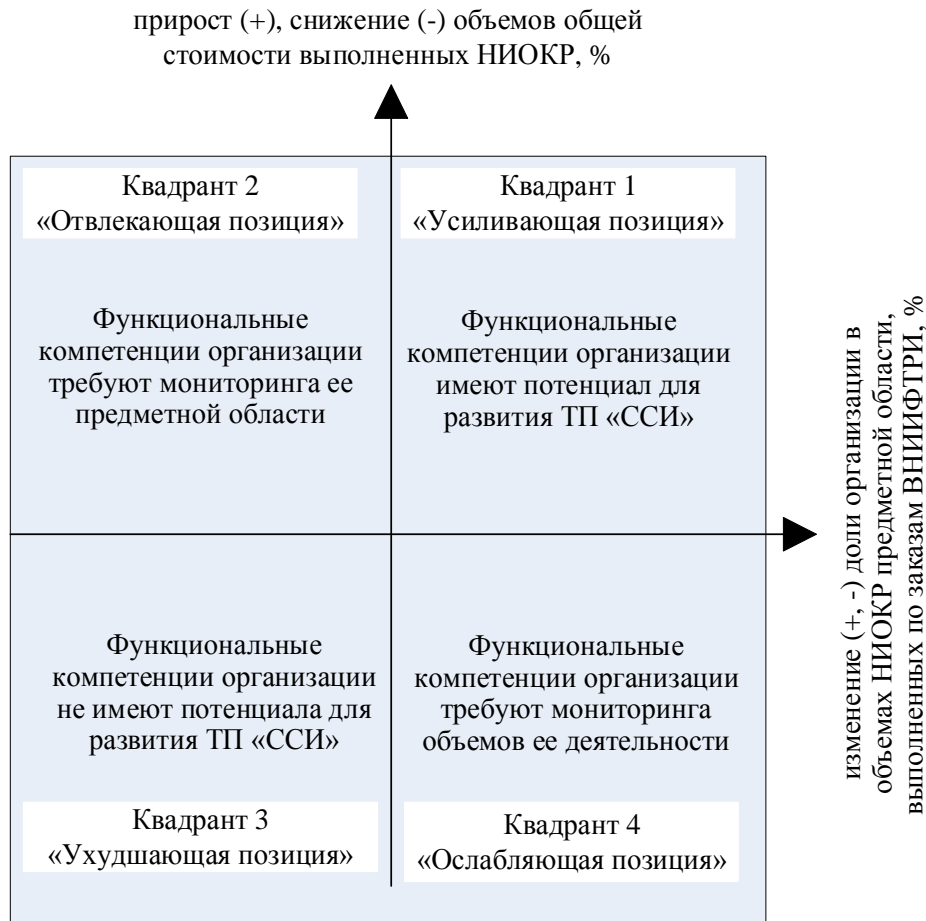 прирост (+), снижение (-) объемов общей
стоимости выполненных НИОКР, %
Квадрант 2
«Отвлекающая позиция»
Функциональные
компетенции организации
требуют мониторинга ее
предметной области
Квадрант 1
«Усиливающая позиция»
Функциональные
компетенции организации
имеют потенциал для
развития ТП «ССИ»
Функциональные
компетенции организации
не имеют потенциала для
развития ТП «ССИ»
Квадрант 3
«Ухудшающая позиция»
Функциональные
компетенции организации
требуют мониторинга
объемов ее деятельности
Квадрант 4
«Ослабляющая позиция»
изменение (+, -) доли организации в
объемах НИОКР предметной области,
выполненных по заказам ВНИИФТРИ, %